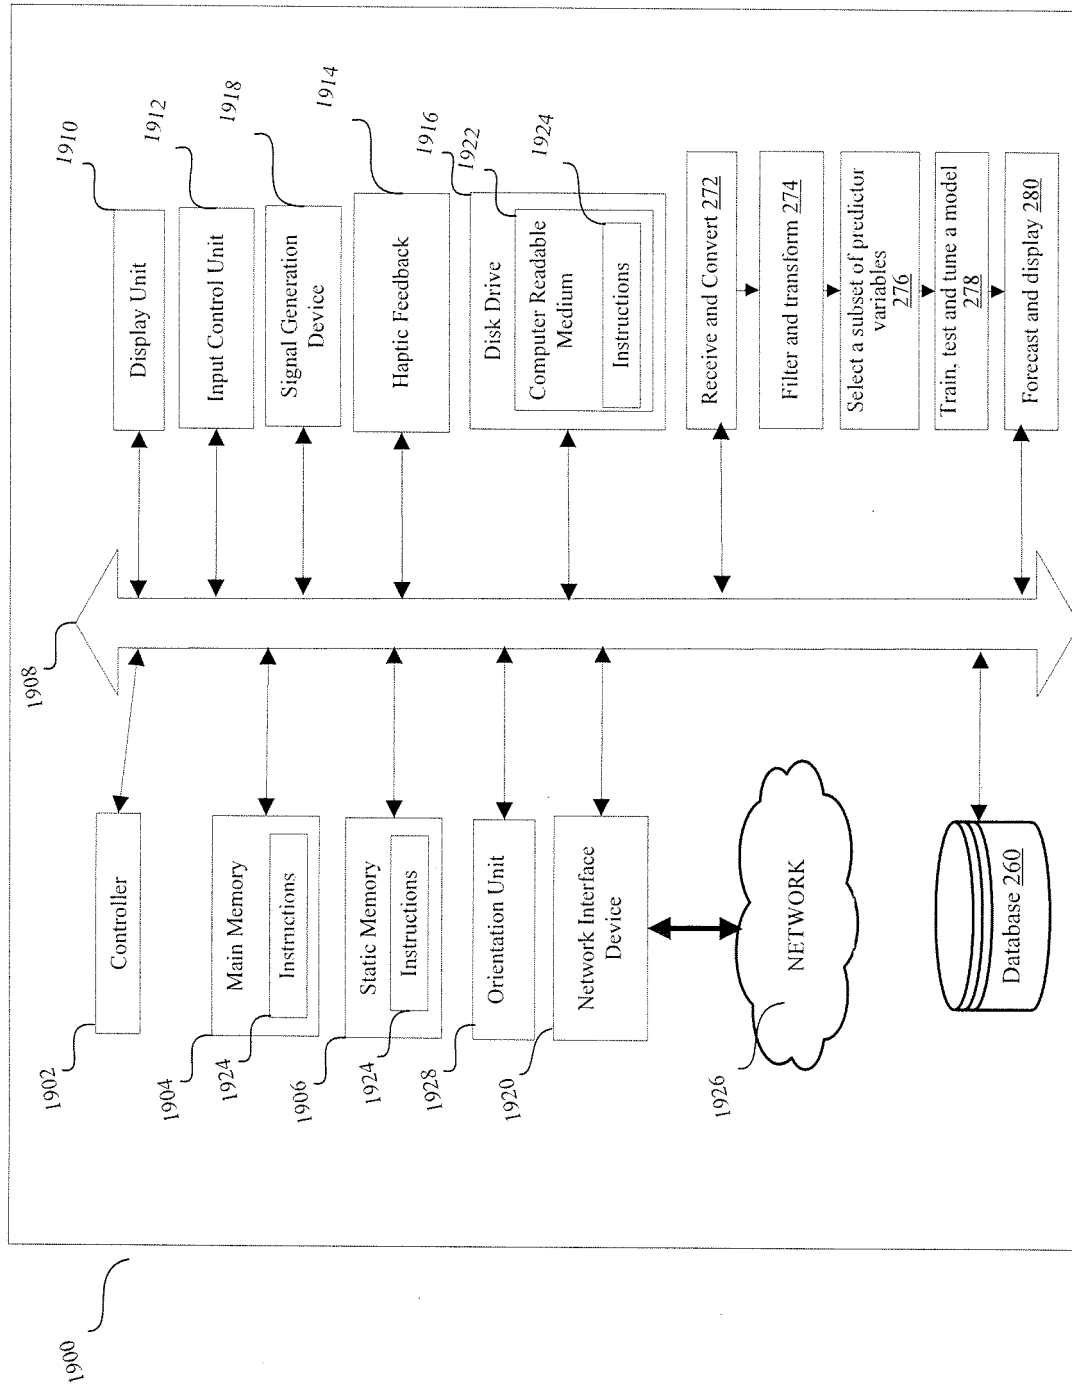 1900
1902
Controller
1904
Main Memory
1924
Instructions
1906
Static Memory
1924
Instructions
1928
Orientation Unit
1920
Network Interface
Device
1926
NETWORK
Database 260
1908
Display Unit
1910
Input Control Unit
1912
Signal Generation
Device
1918
Haptic Feedback
1914
Disk Drive
1916
Computer Readable
Medium
1922
Instructions
1924
Receive and Convert 272
Filter and transform 274
Select a subset of predictor
variables
276
Train, test and tune a model
278
Forecast and display 280